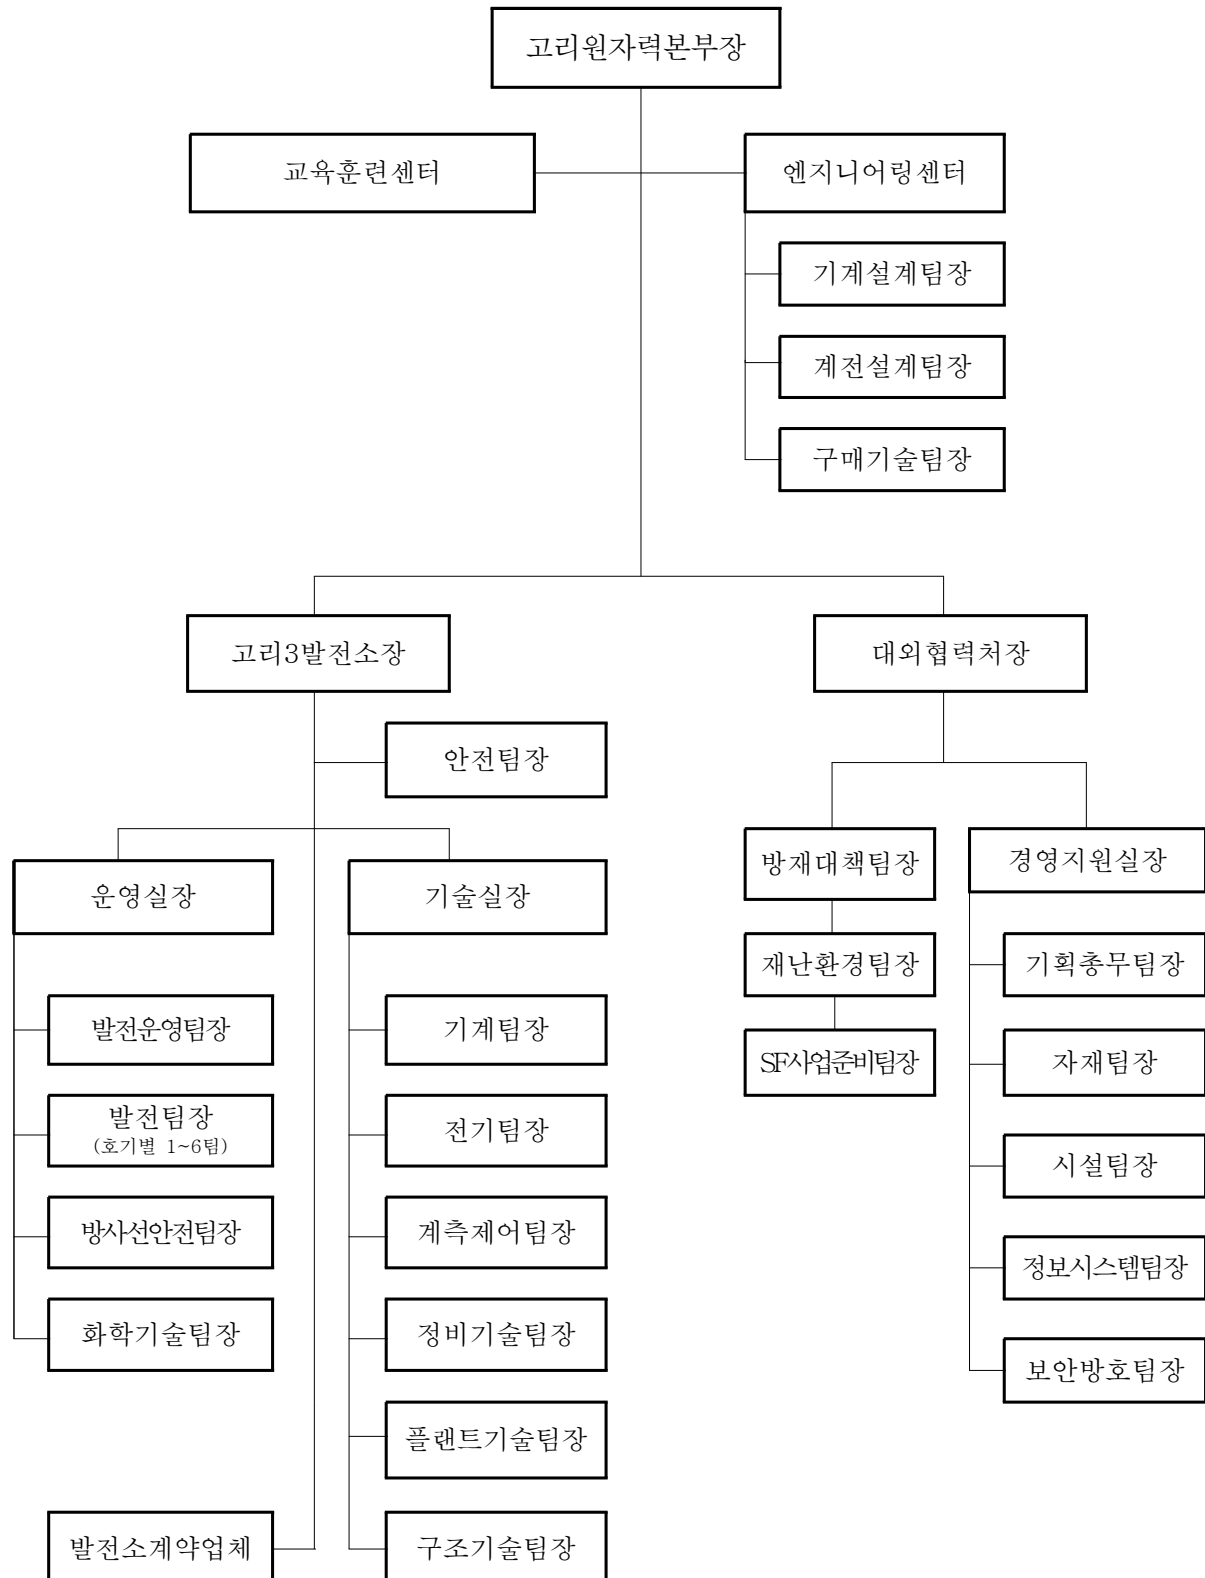 고리원자력본부장
교육훈련센터
엔지니어링센터
기계설계팀장
계전설계팀장
구매기술팀장
고리3발전소장
대외협력처장
안전팀장
운영실장
기술실장
방재대책팀장
경영지원실장
발전운영팀장
발전팀장
(호기별 1~6팀)
방사선안전팀장
화학기술팀장
발전소계약업체
기계팀장
전기팀장
계측제어팀장
정비기술팀장
플랜트기술팀장
구조기술팀장
재난환경팀장
SF사업준비팀장
기획총무팀장
자재팀장
시설팀장
정보시스템팀장
보안방호팀장